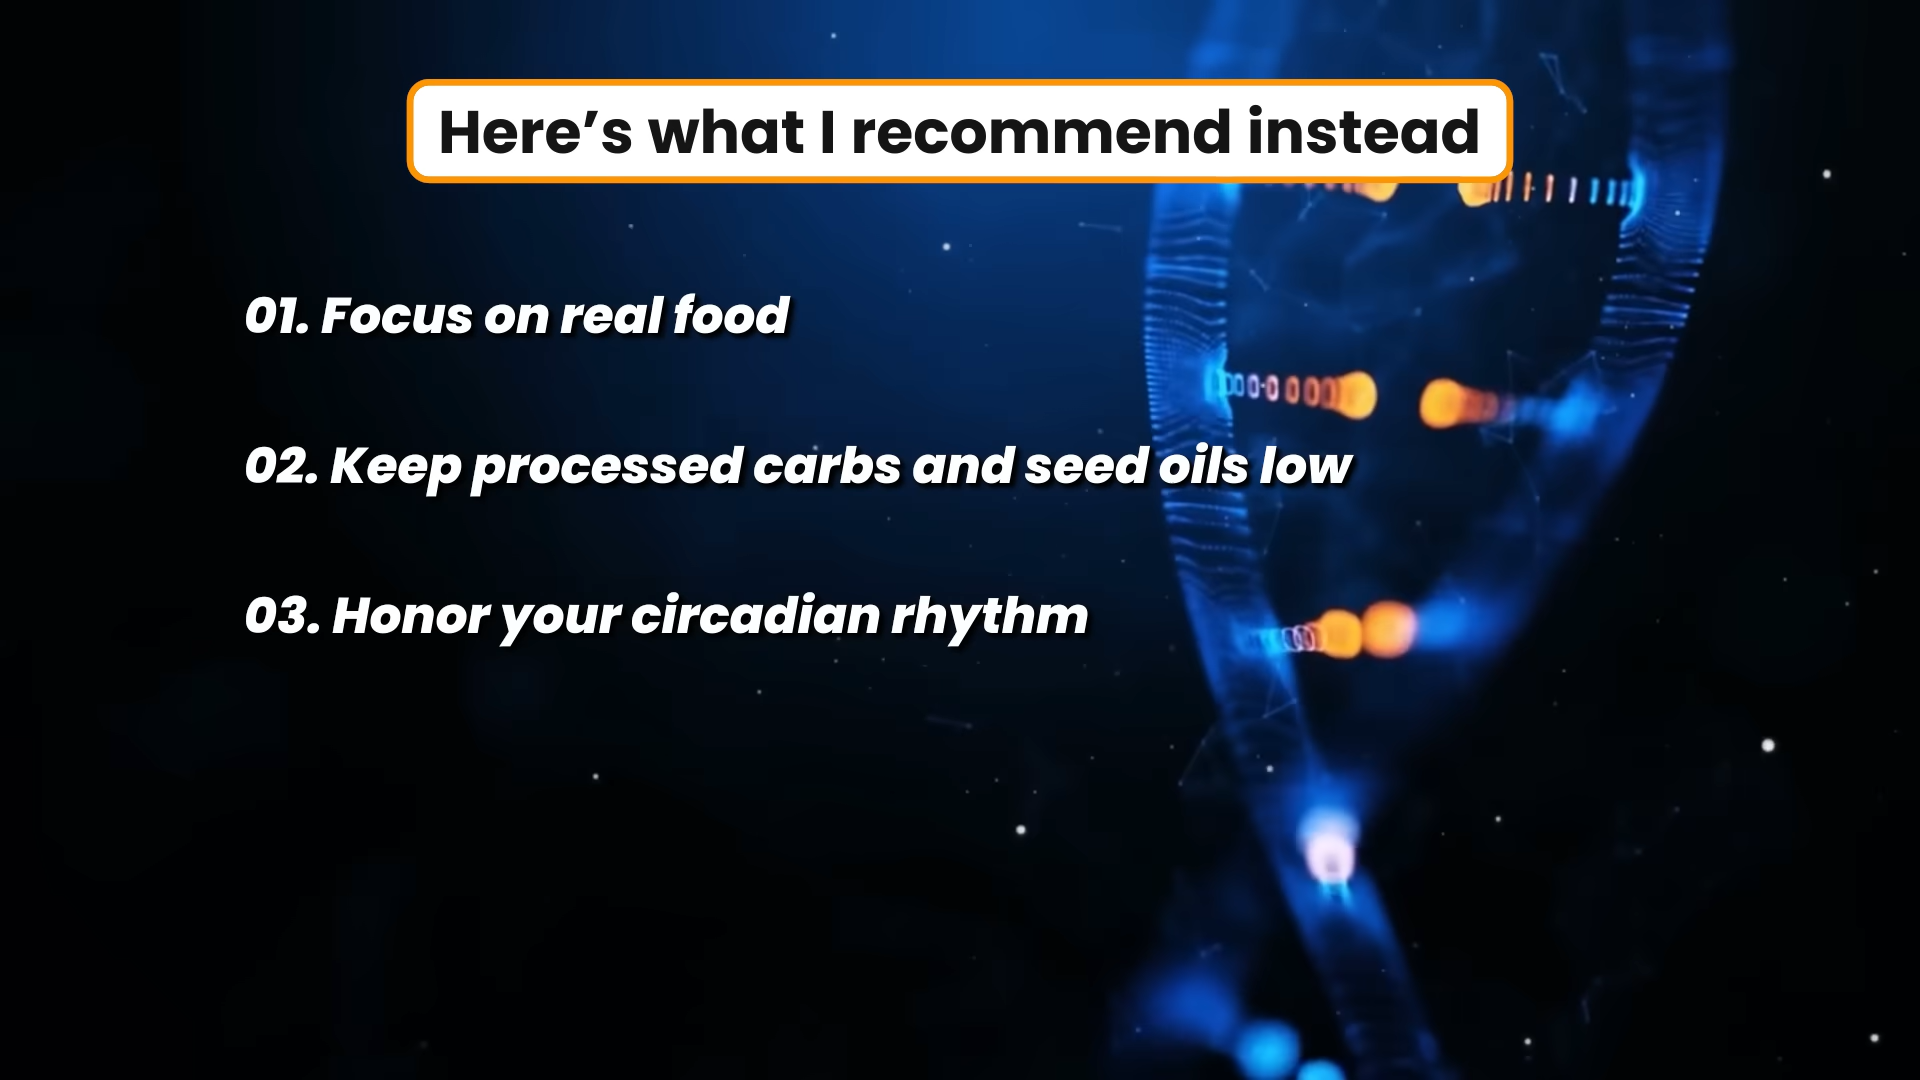 Here’s what I recommend instead
01. Focus on real food
02. Keep processed carbs and seed oils low
03. Honor your circadian rhythm